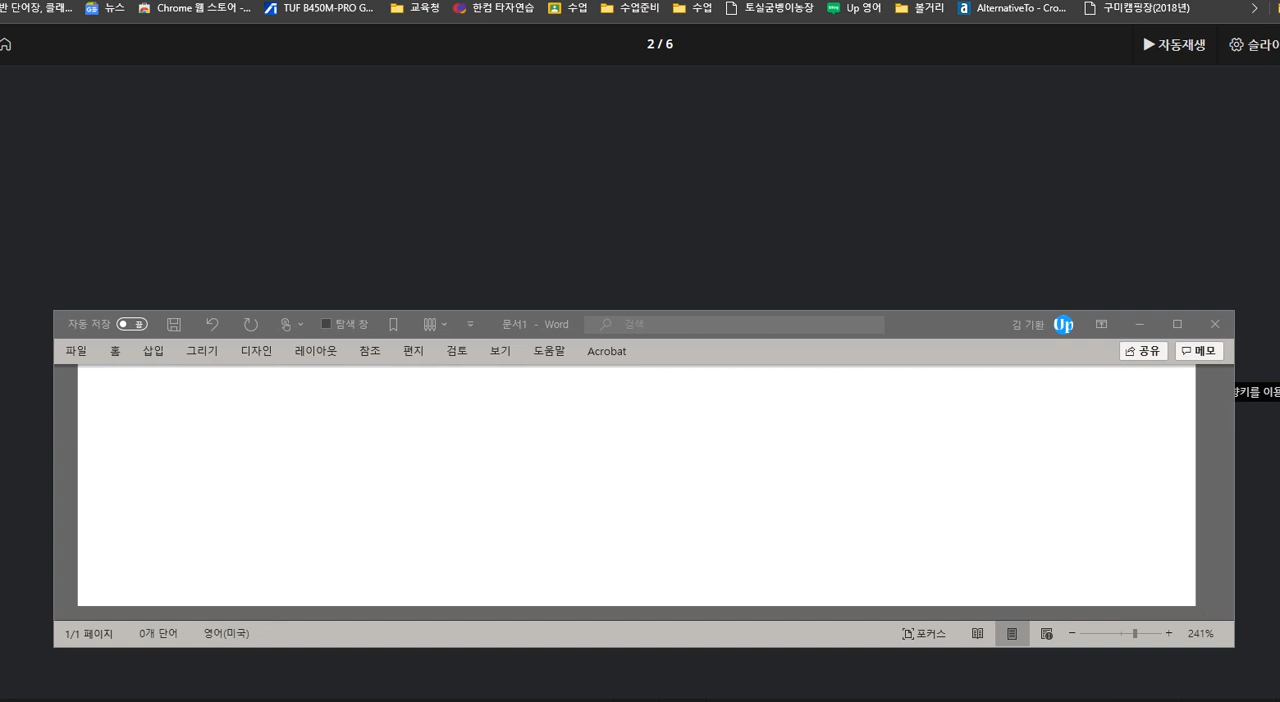 반 단어장, 클래... 뉴스 Chrome 웹 스토어 -... TUF B450M-PRO G... 교육청 한컴 타자연습 수업 수업준비 수업 토실굼벵이농장 Up 영어 볼거리 AlternativeTo - Cro... 구미캠핑장(2018년)
2 / 6 자동재생 슬라이
자동 저장 끔 탐색 창 문서1 - Word 검색 김 기환 Up
파일 홈 삽입 그리기 디자인 레이아웃 참조 편지 검토 보기 도움말 Acrobat 공유 메모
향키를 이용
1/1 페이지 0개 단어 영어(미국) 포커스 241%